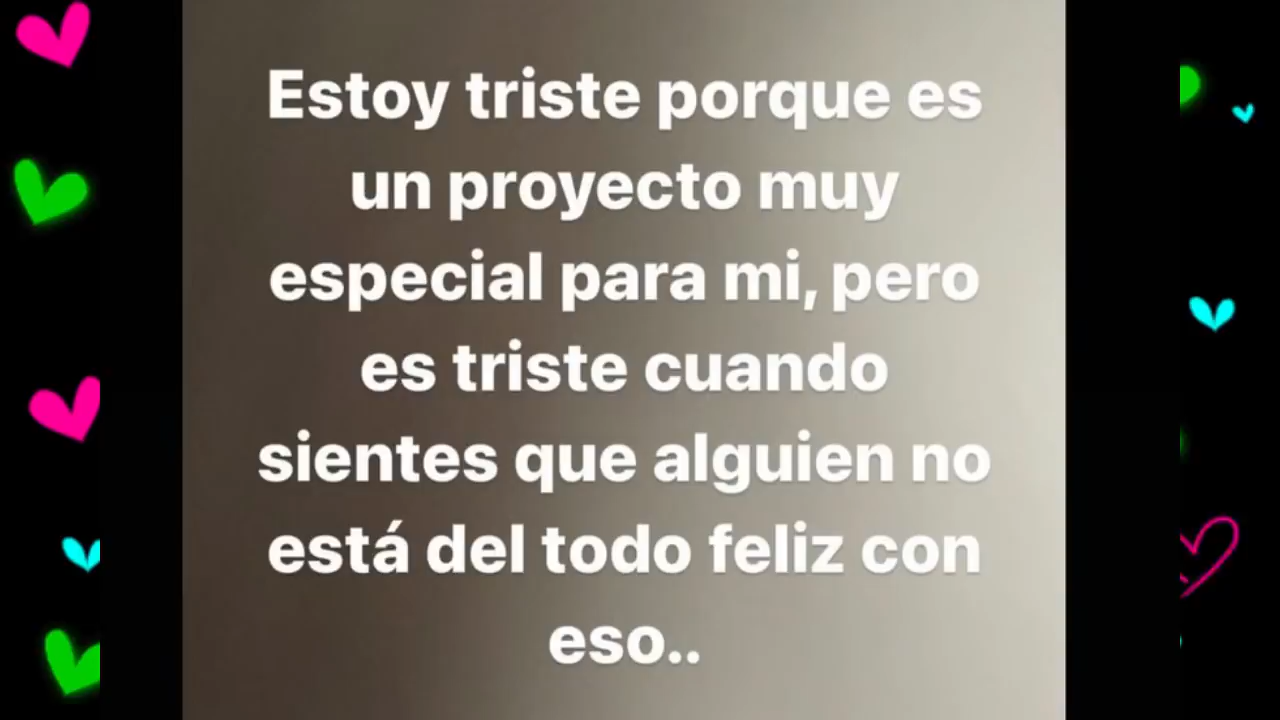 Estoy triste porque es
un proyecto muy
especial para mi, pero
es triste cuando
sientes que alguien no
está del todo feliz con
eso..